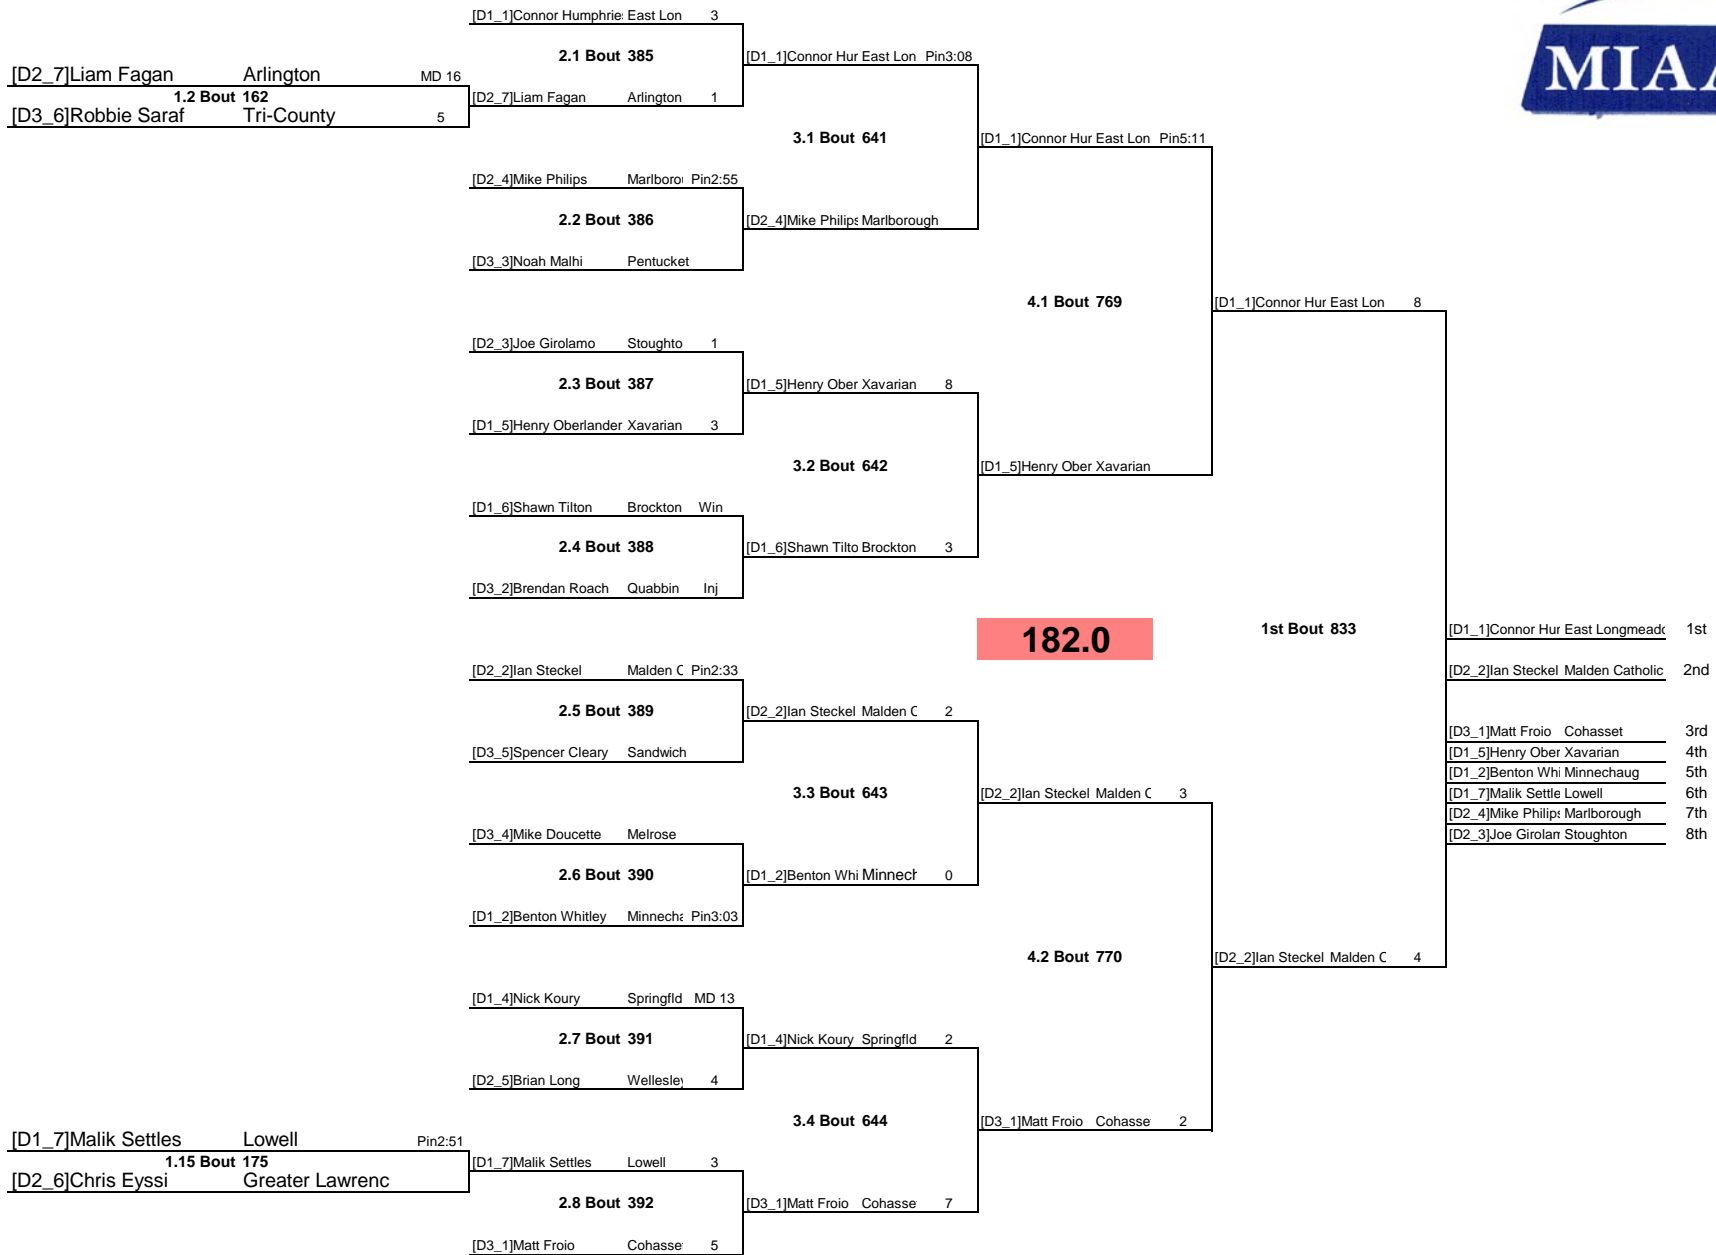 [D1_1]Connor Humphrie East Lon 3
2.1 Bout 385
[D1_1]Connor Hur East Lon Pin3:08
MIAA
[D2_7]Liam Fagan Arlington MD 16
1.2 Bout 162
[D2_7]Liam Fagan Arlington 1
[D3_6]Robbie Saraf Tri-County 5
3.1 Bout 641
[D1_1]Connor Hur East Lon Pin5:11
[D2_4]Mike Philips Marlborou Pin2:55
2.2 Bout 386
[D2_4]Mike Philips Marlborough
[D3_3]Noah Malhi Pentucket
4.1 Bout 769
[D1_1]Connor Hur East Lon 8
[D2_3]Joe Girolamo Stoughto 1
2.3 Bout 387
[D1_5]Henry Ober Xavarian 8
[D1_5]Henry Oberlander Xavarian 3
3.2 Bout 642
[D1_5]Henry Ober Xavarian
[D1_6]Shawn Tilton Brockton Win
2.4 Bout 388
[D1_6]Shawn Tilto Brockton 3
[D3_2]Brendan Roach Quabbin Inj
182.0
1st Bout 833
[D1_1]Connor Hur East Longmeado 1st
[D2_2]Ian Steckel Malden C Pin2:33
[D2_2]Ian Steckel Malden Catholic 2nd
2.5 Bout 389
[D2_2]Ian Steckel Malden C 2
[D3_1]Matt Froio Cohasset 3rd
[D3_5]Spencer Cleary Sandwich
[D1_5]Henry Ober Xavarian 4th
[D1_2]Benton Whi Minnechaug 5th
3.3 Bout 643
[D2_2]Ian Steckel Malden C 3
[D1_7]Malik Settle Lowell 6th
[D2_4]Mike Philips Marlborough 7th
[D3_4]Mike Doucette Melrose
[D2_3]Joe Girolam Stoughton 8th
2.6 Bout 390
[D1_2]Benton Whi Minnech 0
[D1_2]Benton Whitley Minnecha Pin3:03
4.2 Bout 770
[D2_2]Ian Steckel Malden C 4
[D1_4]Nick Koury Springfld MD 13
2.7 Bout 391
[D1_4]Nick Koury Springfld 2
[D2_5]Brian Long Wellesley 4
3.4 Bout 644
[D3_1]Matt Froio Cohasse 2
[D1_7]Malik Settles Lowell Pin2:51
1.15 Bout 175
[D1_7]Malik Settles Lowell 3
[D2_6]Chris Eyssi Greater Lawrenc
2.8 Bout 392
[D3_1]Matt Froio Cohasse 7
[D3_1]Matt Froio Cohasse 5